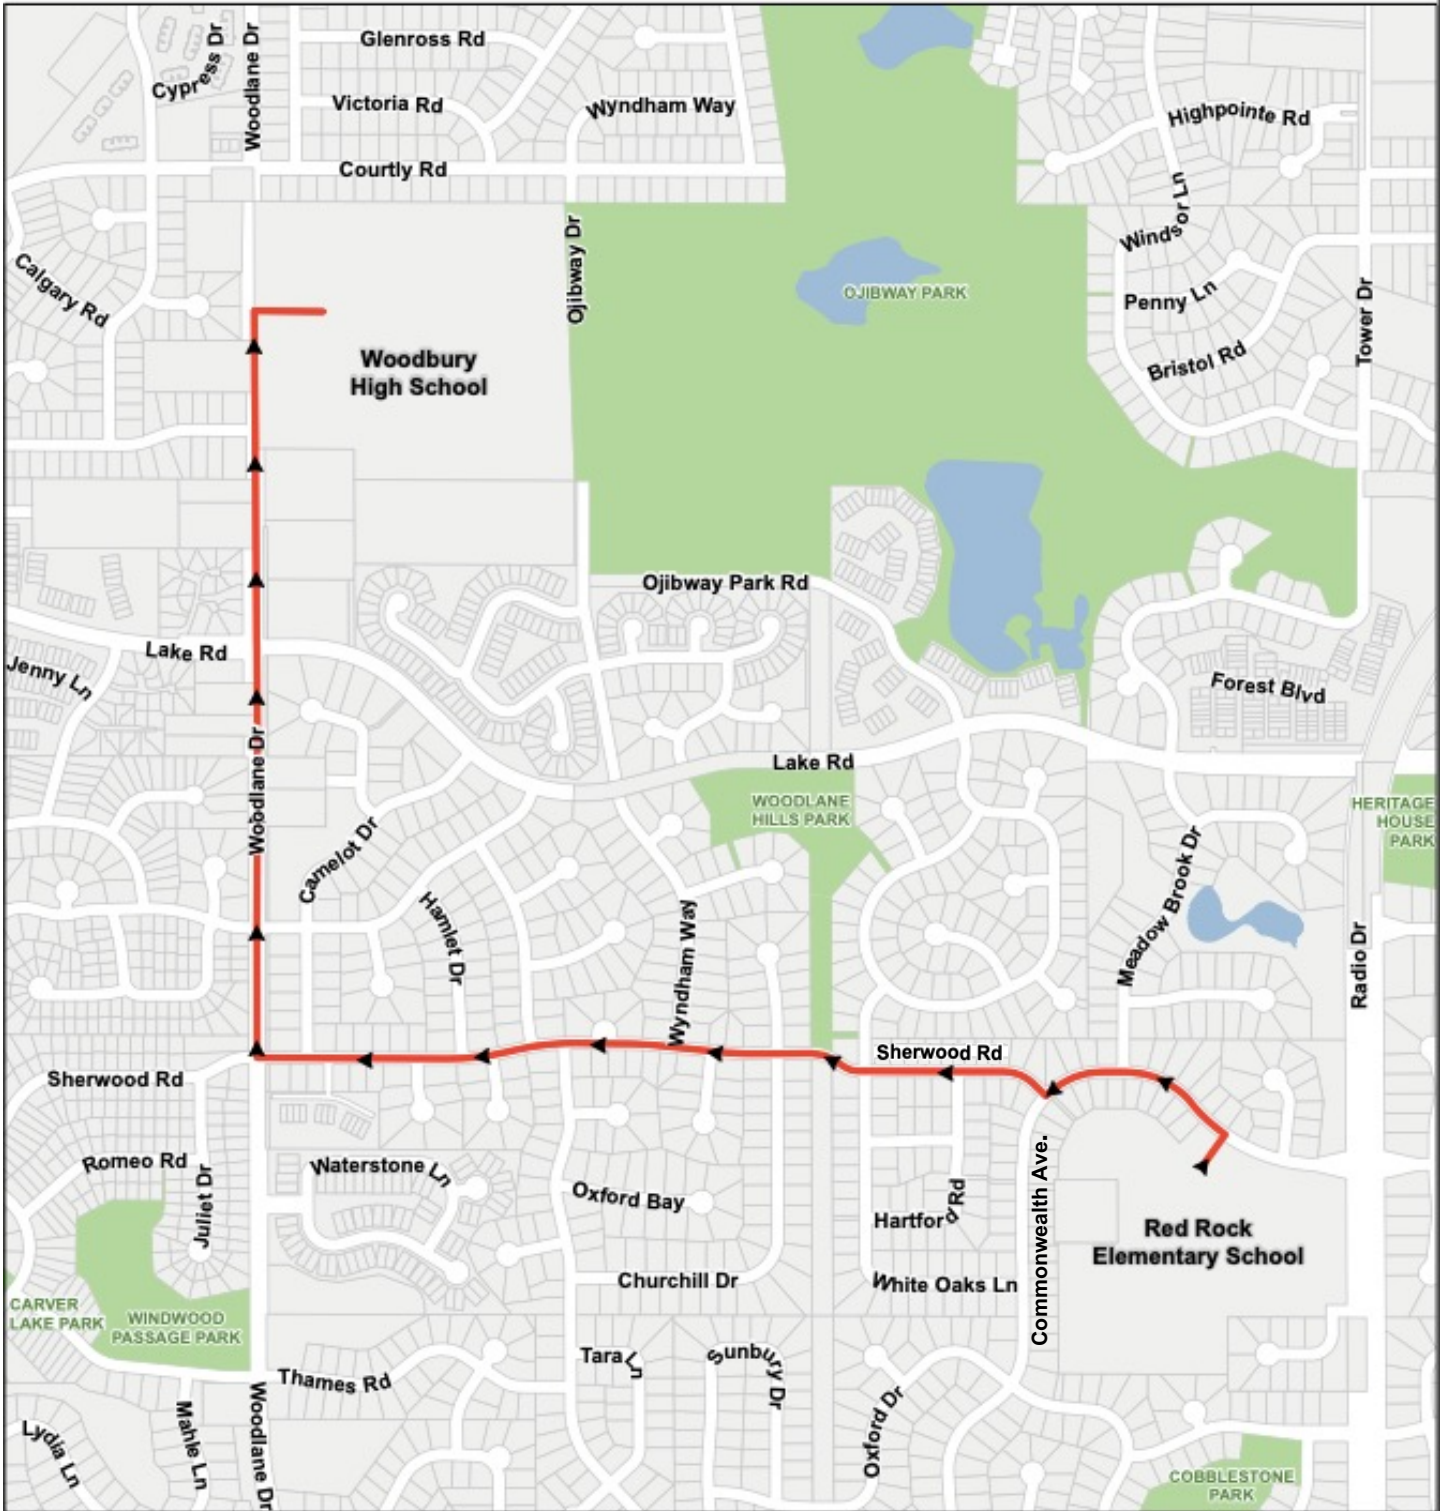 Glenross Rd
Cypress Dr
Woodlane Dr
Victoria Rd
Wyndham Way
Highpointe Rd
Courtly Rd
Windsor Ln
Ojibway Dr
Calgary Rd
OJIBWAY PARK
Penny Ln
Tower Dr
Bristol Rd
Woodbury
High School
Ojibway Park Rd
Lake Rd
Jenny Ln
Forest Blvd
Woodlane Dr
Lake Rd
WOODLANE
HILLS PARK
HERITAGE
HOUSE
PARK
Camelot Dr
Hamlet Dr
Wyndham Way
Meadow Brook Dr
Radio Dr
Sherwood Rd
Sherwood Rd
Romeo Rd
Juliet Dr
Waterstone Ln
Oxford Bay
Hartford Rd
Commonwealth Ave.
Red Rock
Elementary School
Churchill Dr
White Oaks Ln
CARVER
LAKE PARK
WINDWOOD
PASSAGE PARK
Thames Rd
Tara Ln
Sunbury Dr
Oxford Dr
Lydia Ln
Mahle Ln
Woodlane Dr
COBBLESTONE
PARK